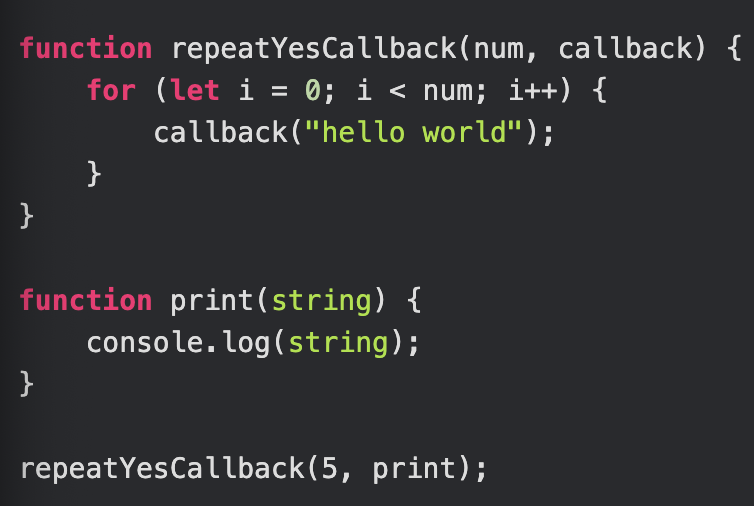 function repeatYesCallback(num, callback) {
    for (let i = 0; i < num; i++) {
        callback("hello world");
    }
}

function print(string) {
    console.log(string);
}

repeatYesCallback(5, print);